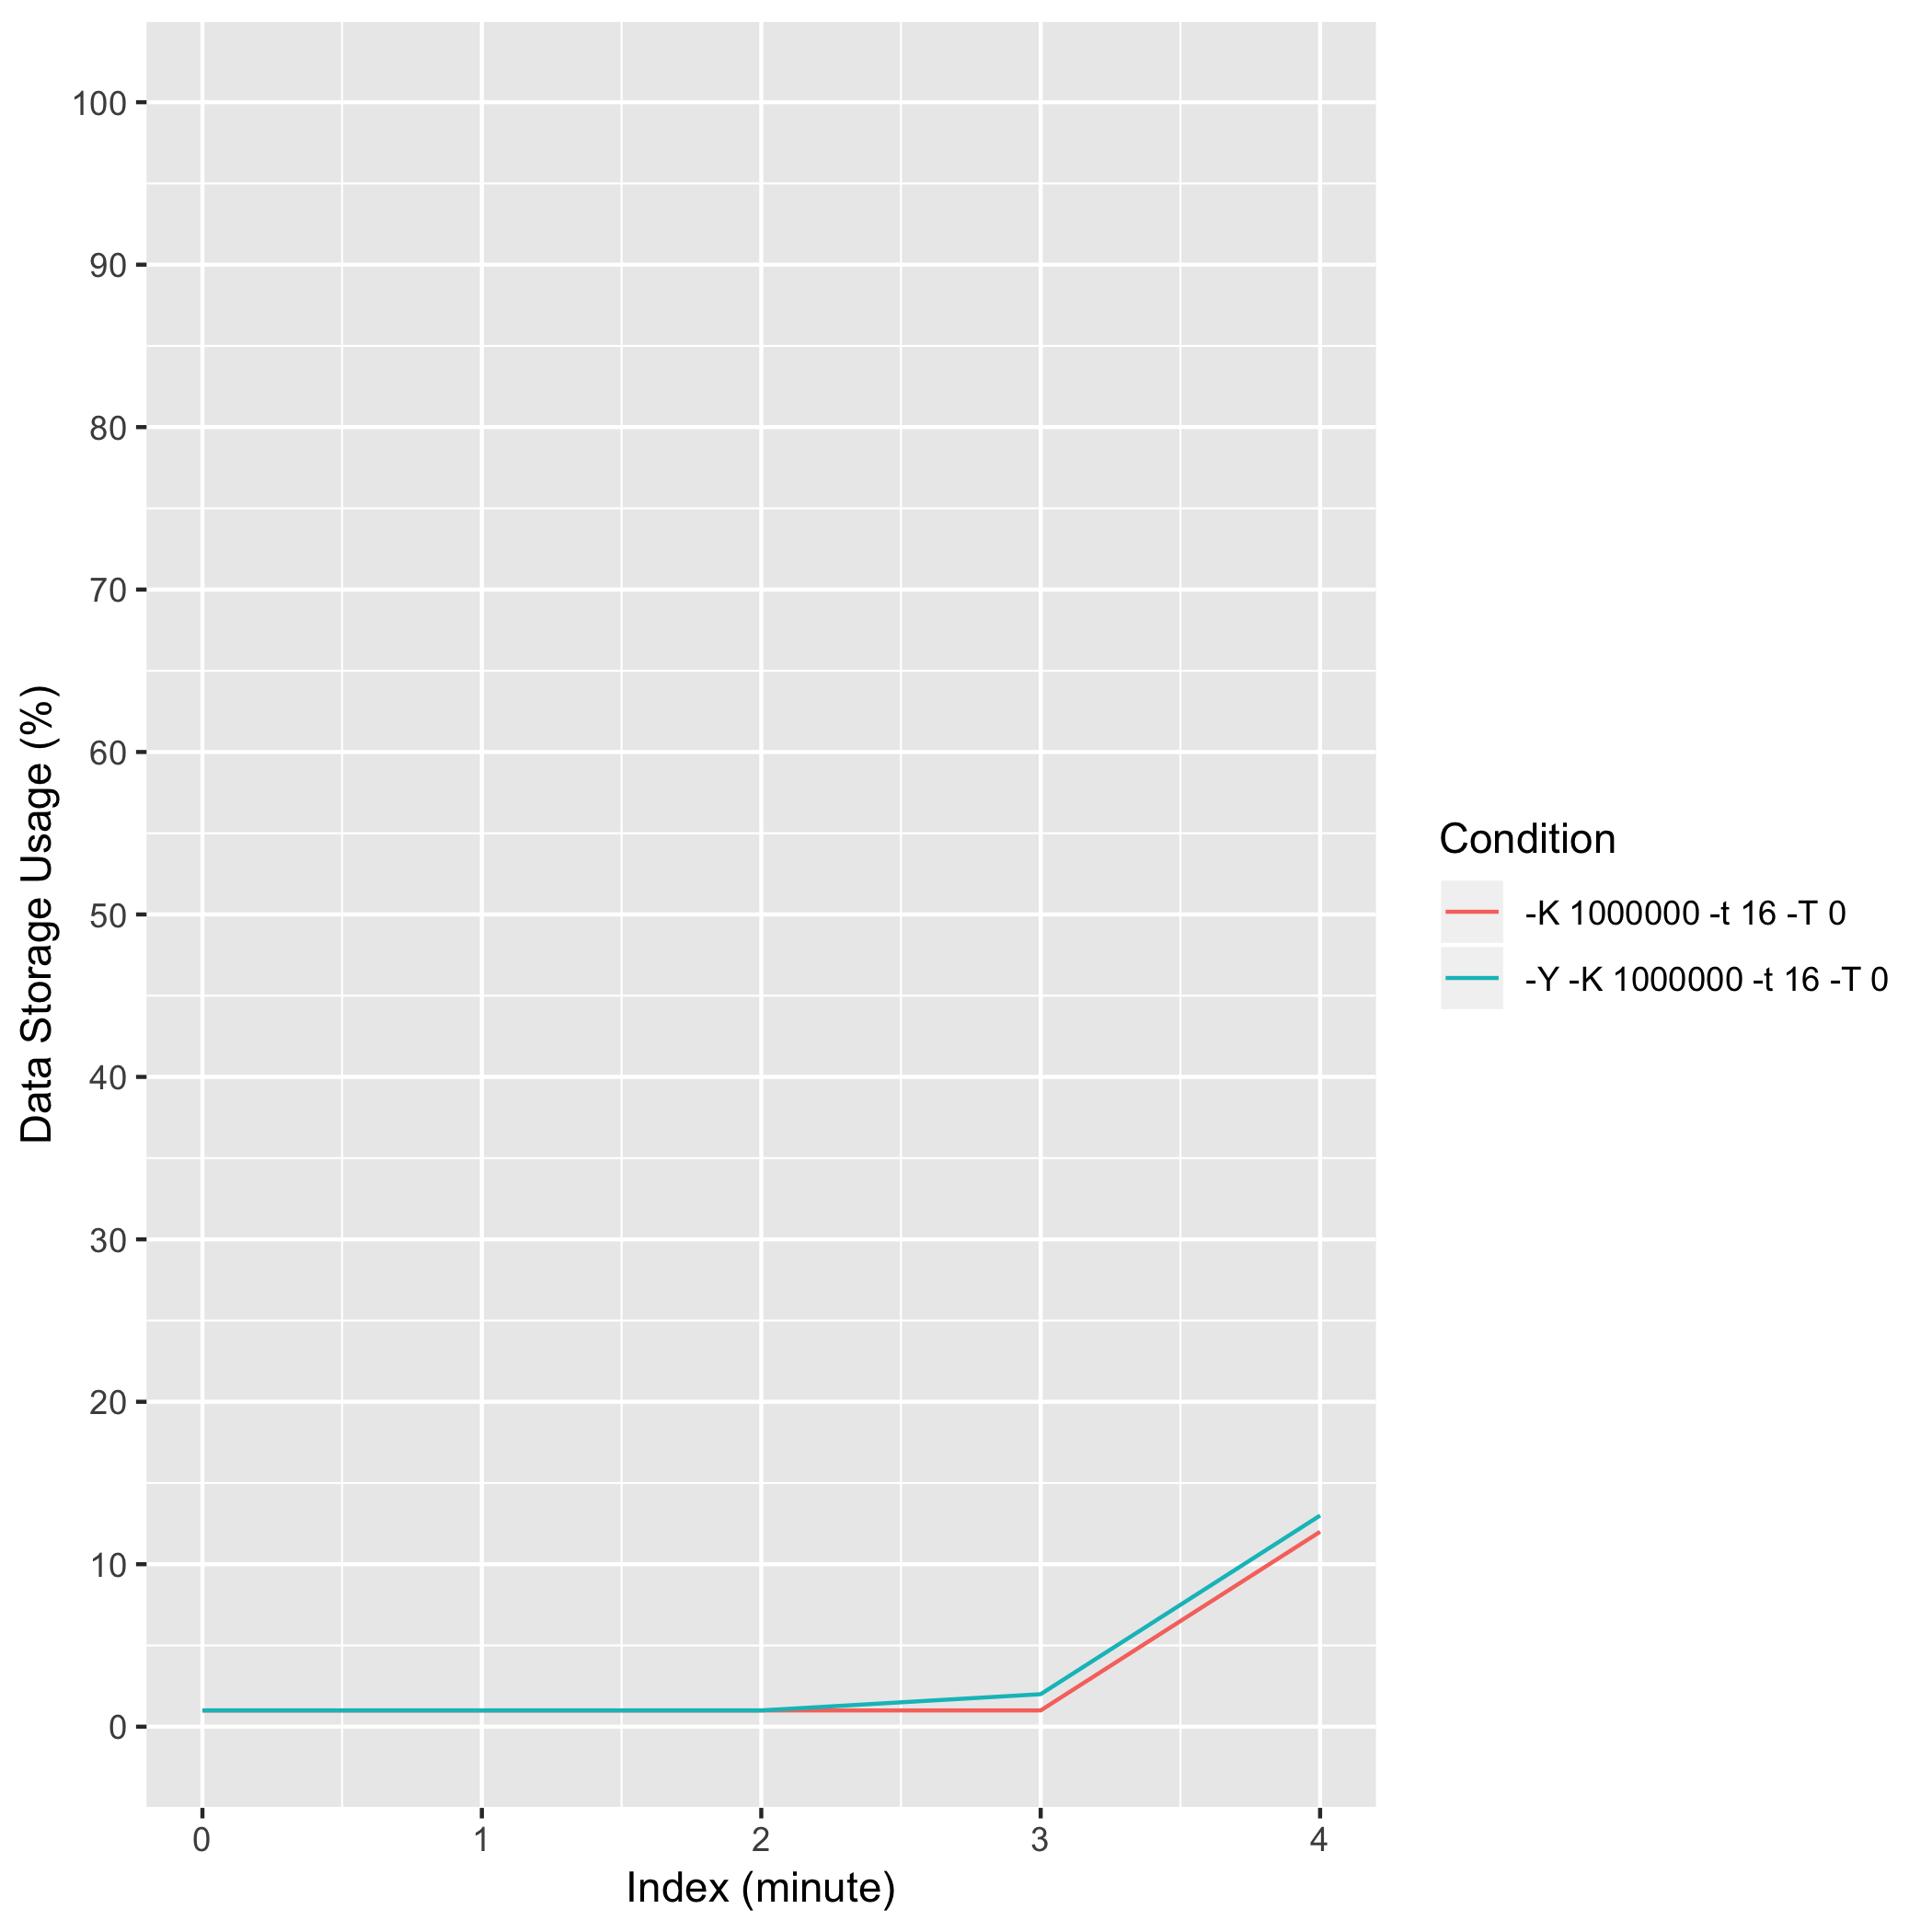 Data Storage Usage (%)
100
90
80
70
60
50
40
30
20
10
0
0 1 2 3 4
Index (minute)
Condition
-K 1000000 -t 16 -T 0
-Y -K 1000000 -t 16 -T 0